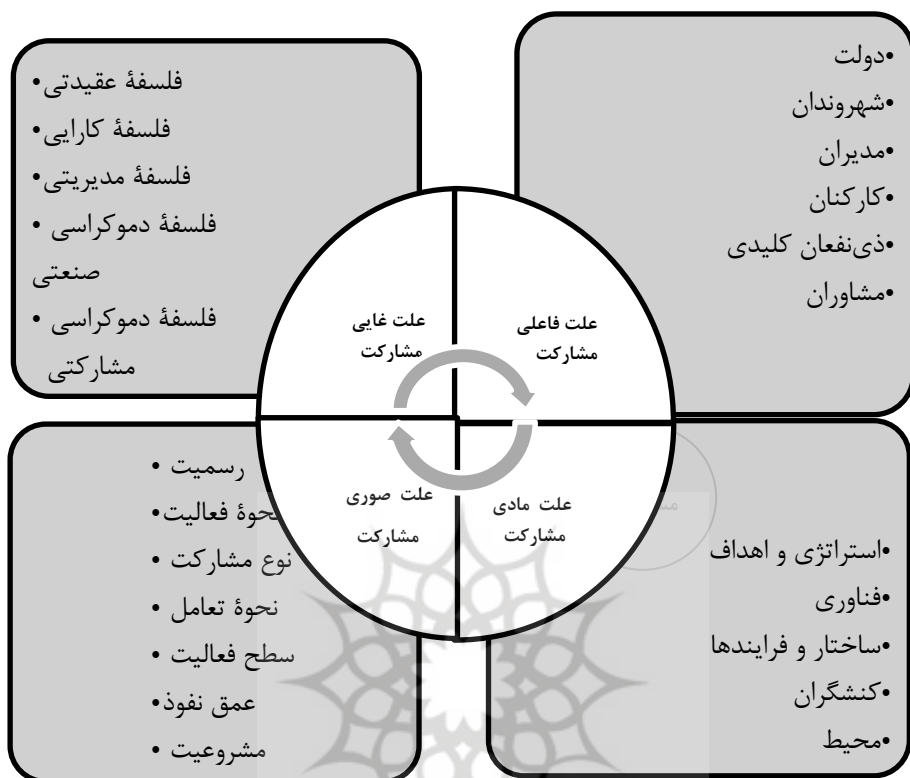 •دولت
•شهروندان
•مدیران
•کارکنان
•ذی‌نفعان کلیدی
•مشاوران
فلسفهٔ عقیدتی•
فلسفهٔ کارایی•
فلسفهٔ مدیریتی•
فلسفهٔ دموکراسی •
صنعتی
فلسفهٔ دموکراسی •
مشارکتی
علت فاعلی
مشارکت
علت غایی
مشارکت
علت مادی
مشارکت
علت صوری
مشارکت
•استراتژی و اهداف
•فناوری
•ساختار و فرایندها
•کنشگران
•محیط
رسمیت •
نحوهٔ فعالیت•
نوع مشارکت •
نحوهٔ تعامل •
سطح فعالیت •
عمق نفوذ•
مشروعیت •